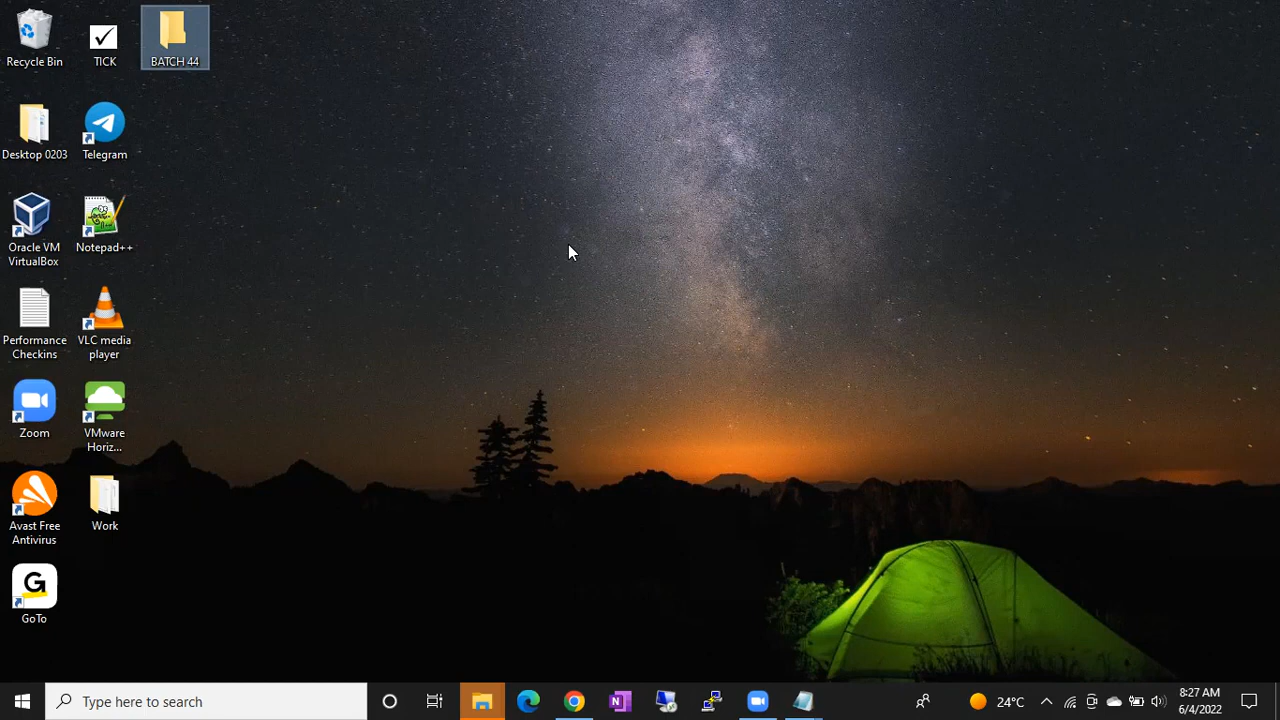 Recycle Bin
TICK
BATCH 44
Desktop 0203
Telegram
Oracle VM
VirtualBox
Notepad++
Performance
Checkins
VLC media
player
Zoom
VMware
Horiz...
Avast Free
Antivirus
Work
G
GoTo
Type here to search
N
24°C
8:27 AM
6/4/2022